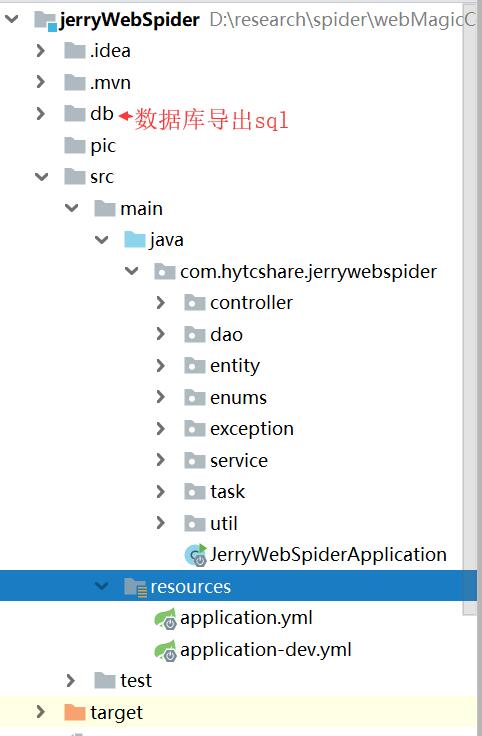 jerryWebSpider D:\research\spider\webMagicC
.idea
.mvn
db 数据库导出sql
pic
src
main
java
com.hytcshare.jerrywebspider
controller
dao
entity
enums
exception
service
task
util
JerryWebSpiderApplication
resources
application.yml
application-dev.yml
test
target